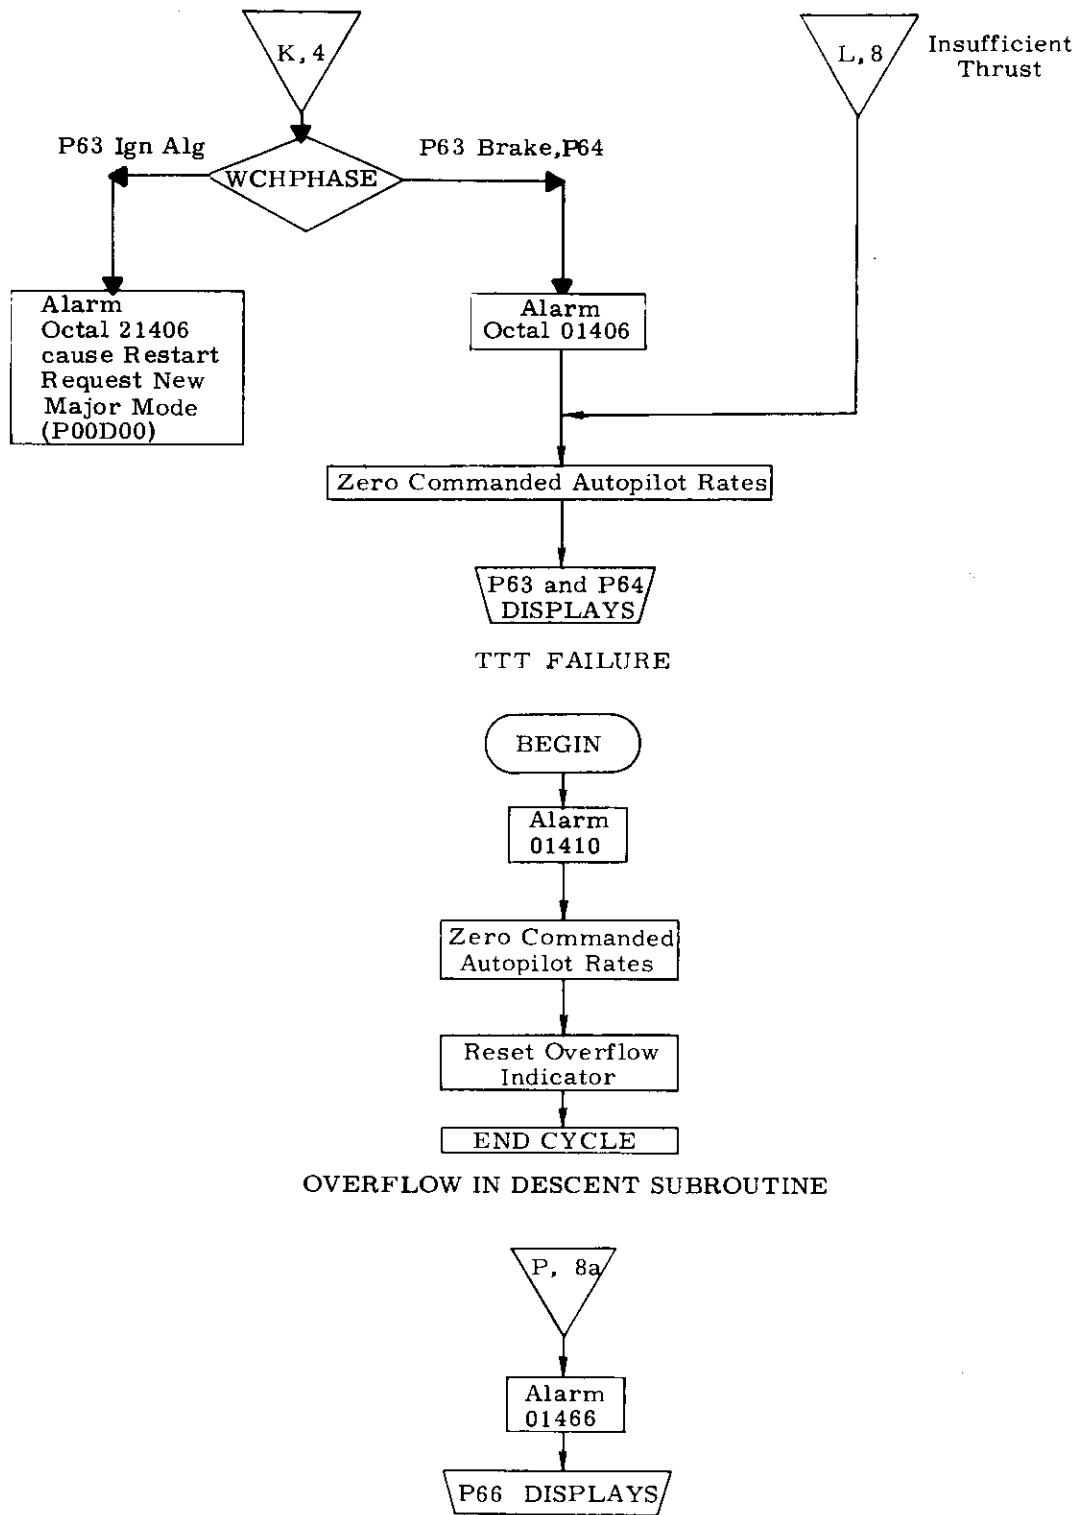 K, 4
L, 8
Insufficient
Thrust
P63 Ign Alg
P63 Brake, P64
WCHPHASE
Alarm
Octal 21406
cause Restart
Request New
Major Mode
(P00D00)
Alarm
Octal 01406
Zero Commanded Autopilot Rates
P63 and P64
DISPLAYS
TTT FAILURE
BEGIN
Alarm
01410
Zero Commanded
Autopilot Rates
Reset Overflow
Indicator
END CYCLE
OVERFLOW IN DESCENT SUBROUTINE
P, 8a
Alarm
01466
P66 DISPLAYS